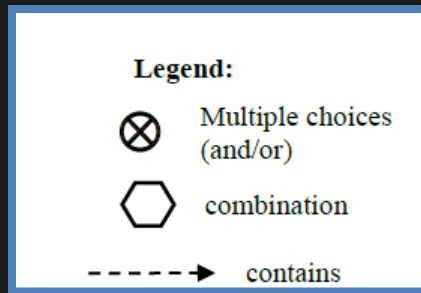 Legend:
Multiple choices
(and/or)
combination
contains